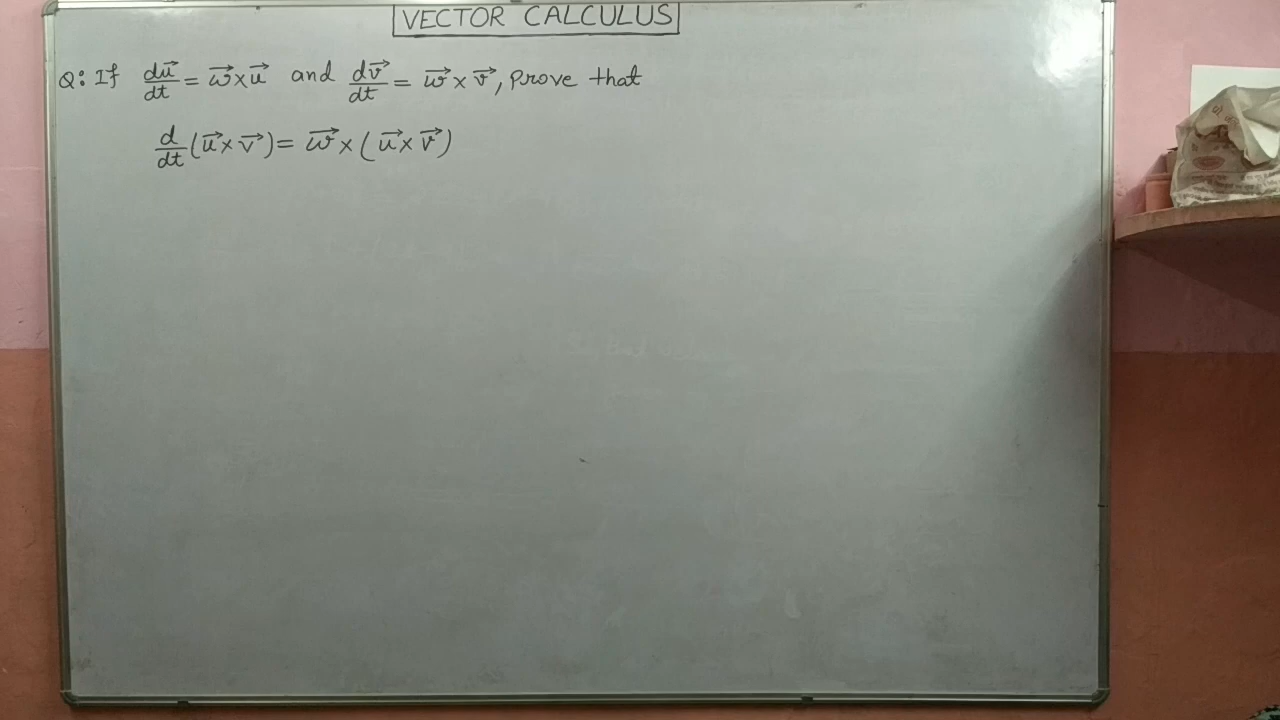 VECTOR CALCULUS
Q: If du⃗/dt = w⃗ × u⃗ and dv⃗/dt = w⃗ × v⃗, prove that
d/dt (u⃗ × v⃗) = w⃗ × (u⃗ × v⃗)